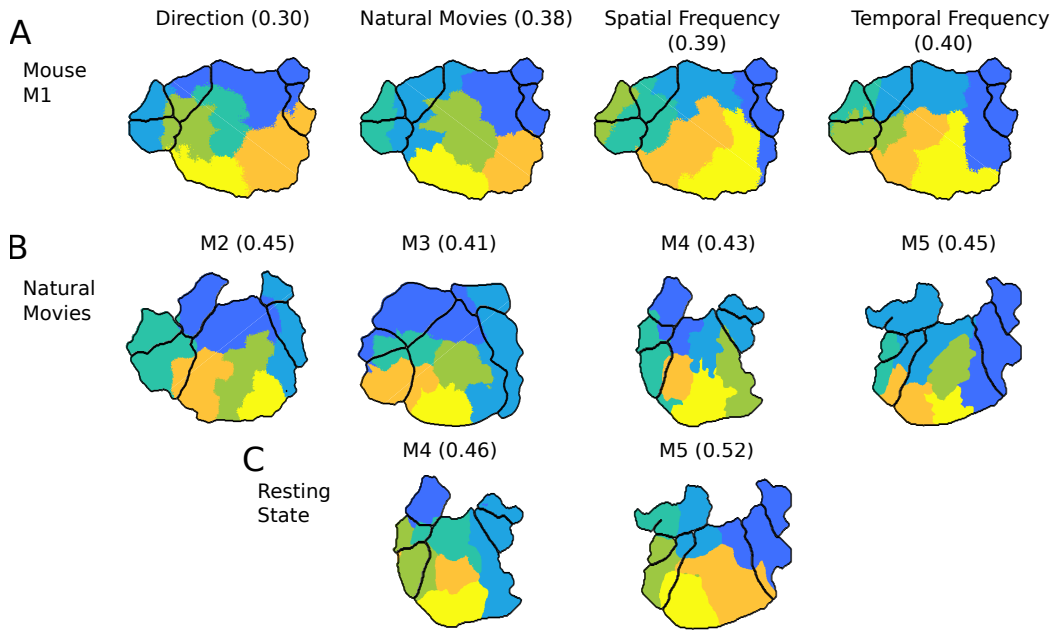 A
Mouse
M1
Direction (0.30)
Natural Movies (0.38)
Spatial Frequency
(0.39)
Temporal Frequency
(0.40)
B
Natural
Movies
M2 (0.45)
M3 (0.41)
M4 (0.43)
M5 (0.45)
C
Resting
State
M4 (0.46)
M5 (0.52)